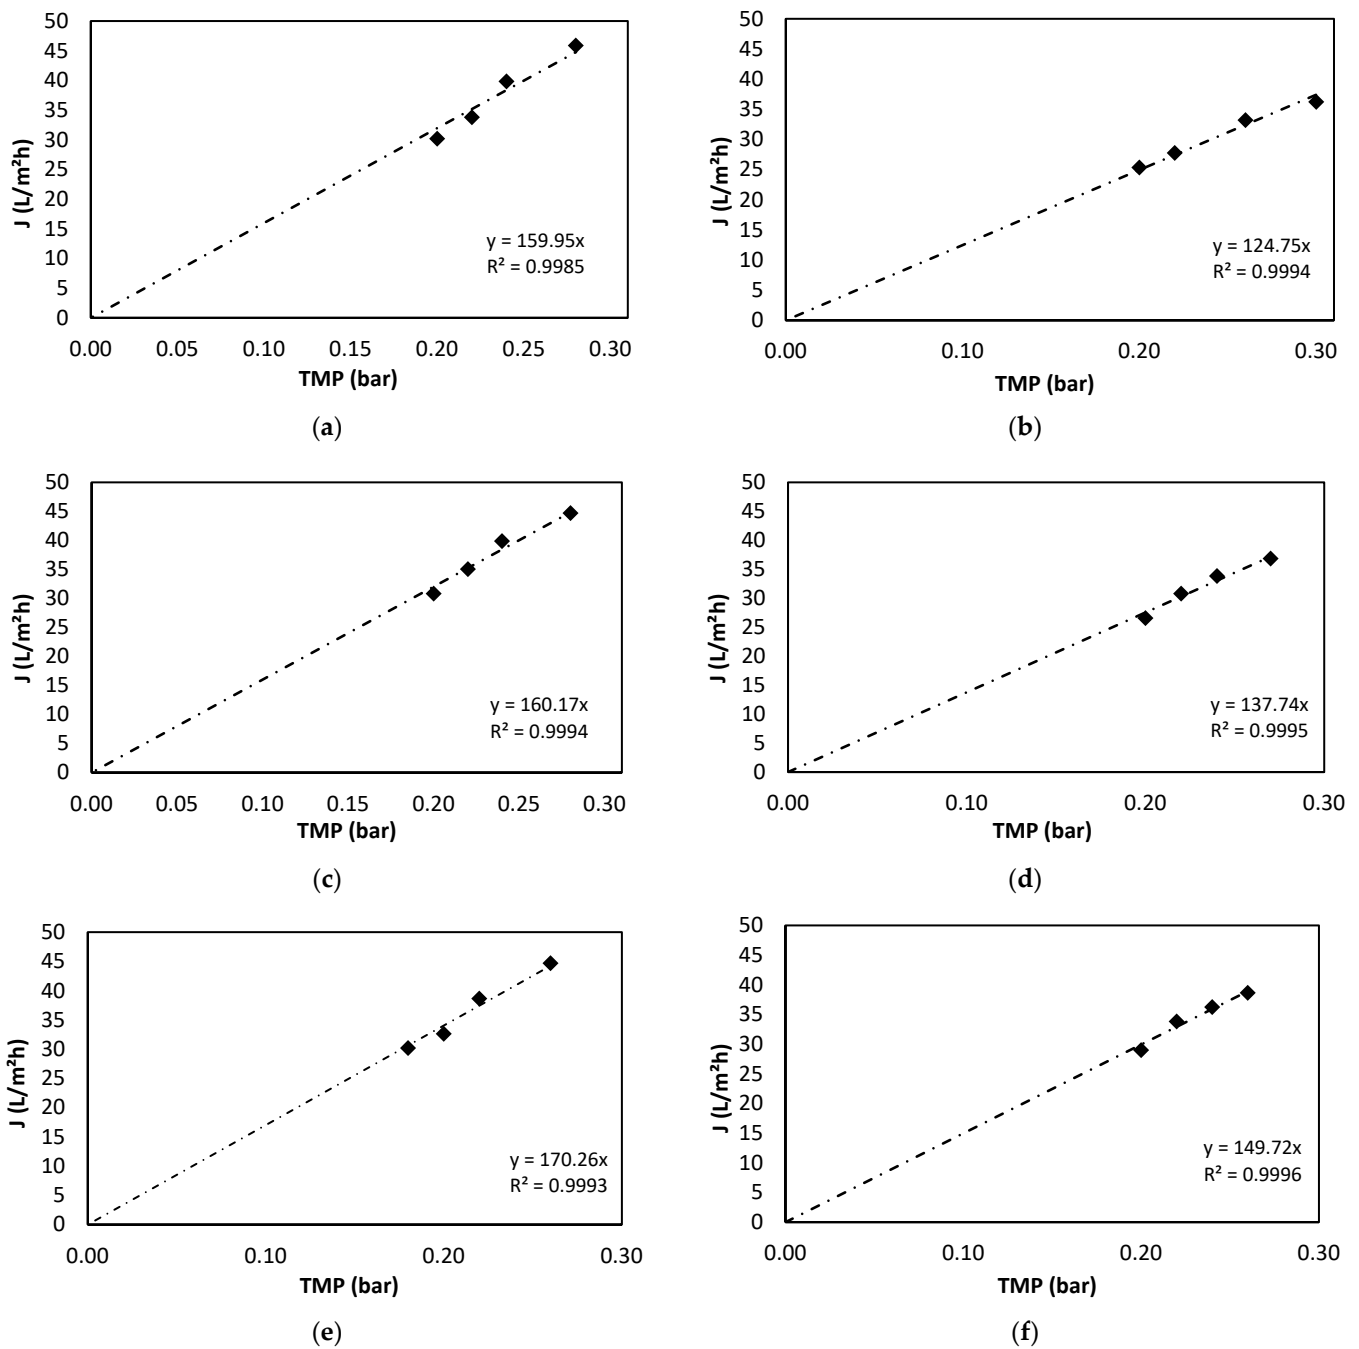 50
45
40
35
30
25
20
15
10
5
0
J (L/m²h)
y = 159.95x
R² = 0.9985
0.00 0.05 0.10 0.15 0.20 0.25 0.30
TMP (bar)
(a)
50
45
40
35
30
25
20
15
10
5
0
J (L/m²h)
y = 124.75x
R² = 0.9994
0.00 0.10 0.20 0.30
TMP (bar)
(b)
50
45
40
35
30
25
20
15
10
5
0
J (L/m²h)
y = 160.17x
R² = 0.9994
0.00 0.05 0.10 0.15 0.20 0.25 0.30
TMP (bar)
(c)
50
45
40
35
30
25
20
15
10
5
0
J (L/m²h)
y = 137.74x
R² = 0.9995
0.00 0.10 0.20 0.30
TMP (bar)
(d)
50
45
40
35
30
25
20
15
10
5
0
J (L/m²h)
y = 170.26x
R² = 0.9993
0.00 0.10 0.20 0.30
TMP (bar)
(e)
50
45
40
35
30
25
20
15
10
5
0
J (L/m²h)
y = 149.72x
R² = 0.9996
0.00 0.10 0.20 0.30
TMP (bar)
(f)